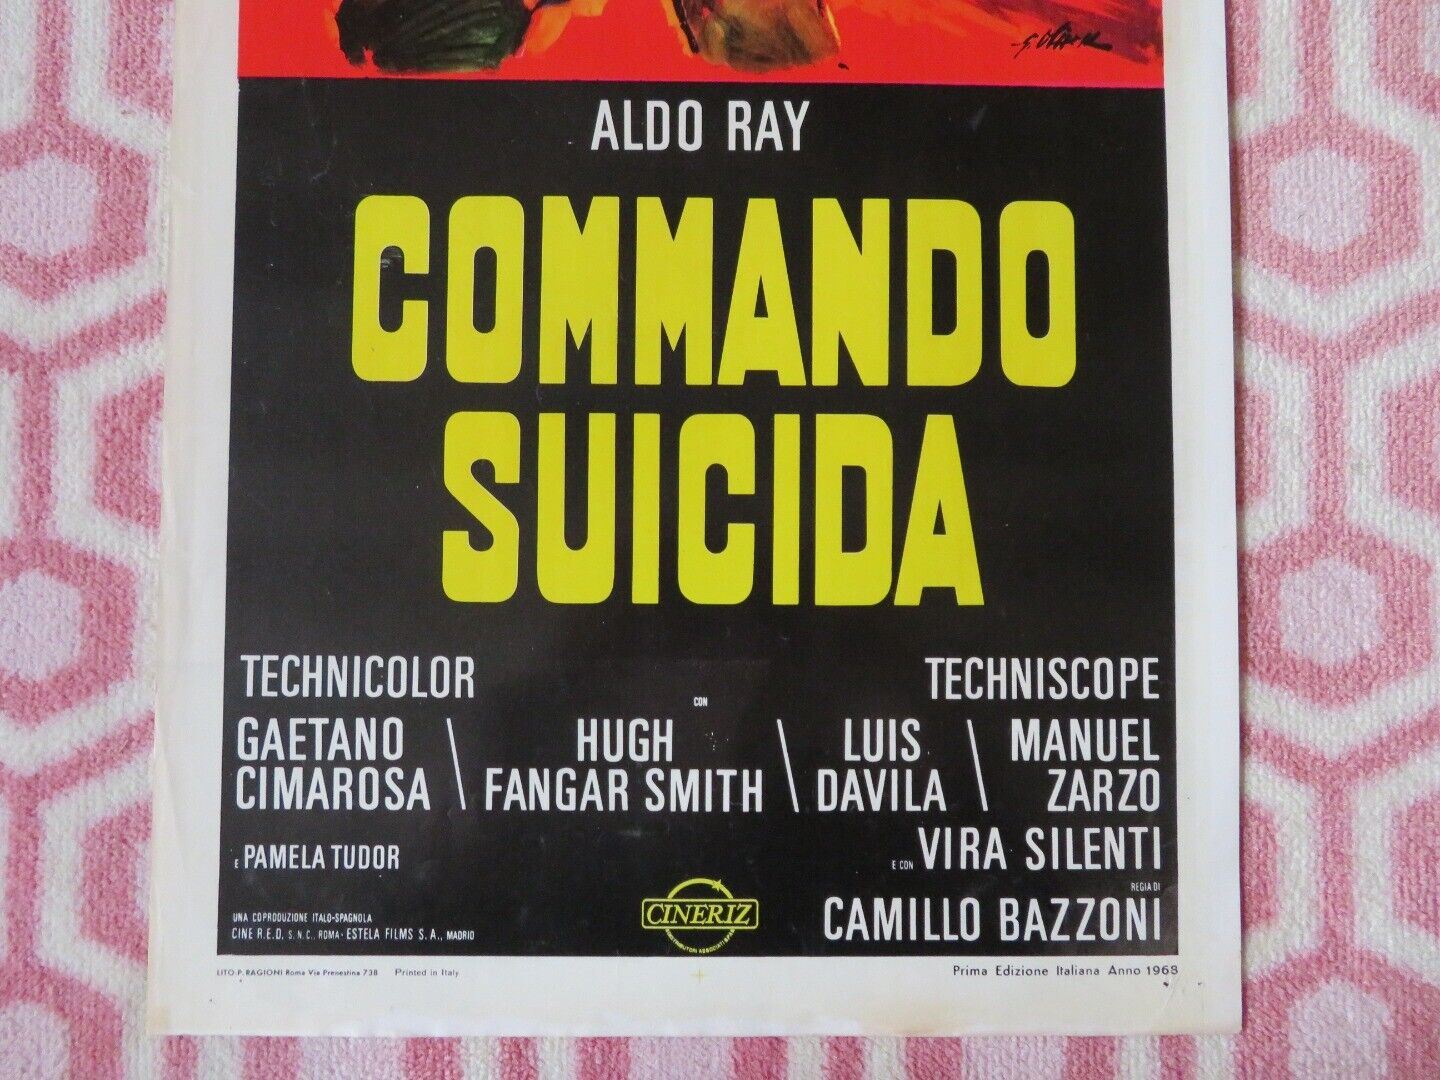 ALDO RAY
COMMANDO
SUICIDA
TECHNICOLOR
TECHNISCOPE
CON
GAETANO CIMAROSA \ HUGH FANGAR SMITH \ LUIS DAVILA \ MANUEL ZARZO
E PAMELA TUDOR
E CON VIRA SILENTI
REGIA DI
CAMILLO BAZZONI
UNA COPRODUZIONE ITALO-SPAGNOLA
CINE R.E.D. S.N.C., ROMA - ESTELA FILMS S.A., MADRID
CINERIZ
LITO-P. RAGIONI Roma Via Prenestina 738 Printed in Italy
Prima Edizione Italiana Anno 1968